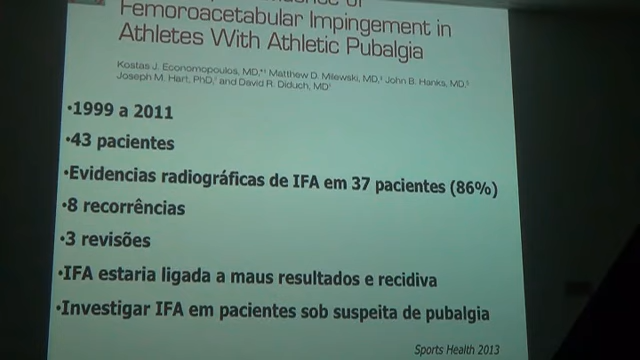 of
Femoroacetabular Impingement in
Athletes With Athletic Pubalgia
Kostas J. Economopoulos, MD,*† Matthew D. Milewski, MD,‡ John B. Hanks, MD,§
Joseph M. Hart, PhD,† and David R. Diduch, MD†
•1999 a 2011
•43 pacientes
•Evidencias radiográficas de IFA em 37 pacientes (86%)
•8 recorrências
•3 revisões
•IFA estaria ligada a maus resultados e recidiva
•Investigar IFA em pacientes sob suspeita de pubalgia
Sports Health 2013